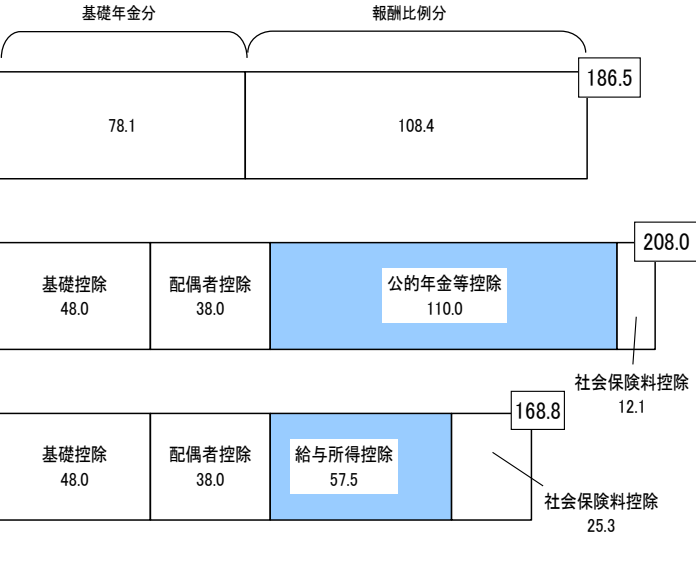 基礎年金分
報酬比例分
186.5
78.1
108.4
208.0
基礎控除
48.0
配偶者控除
38.0
公的年金等控除
110.0
社会保険料控除
12.1
168.8
基礎控除
48.0
配偶者控除
38.0
給与所得控除
57.5
社会保険料控除
25.3